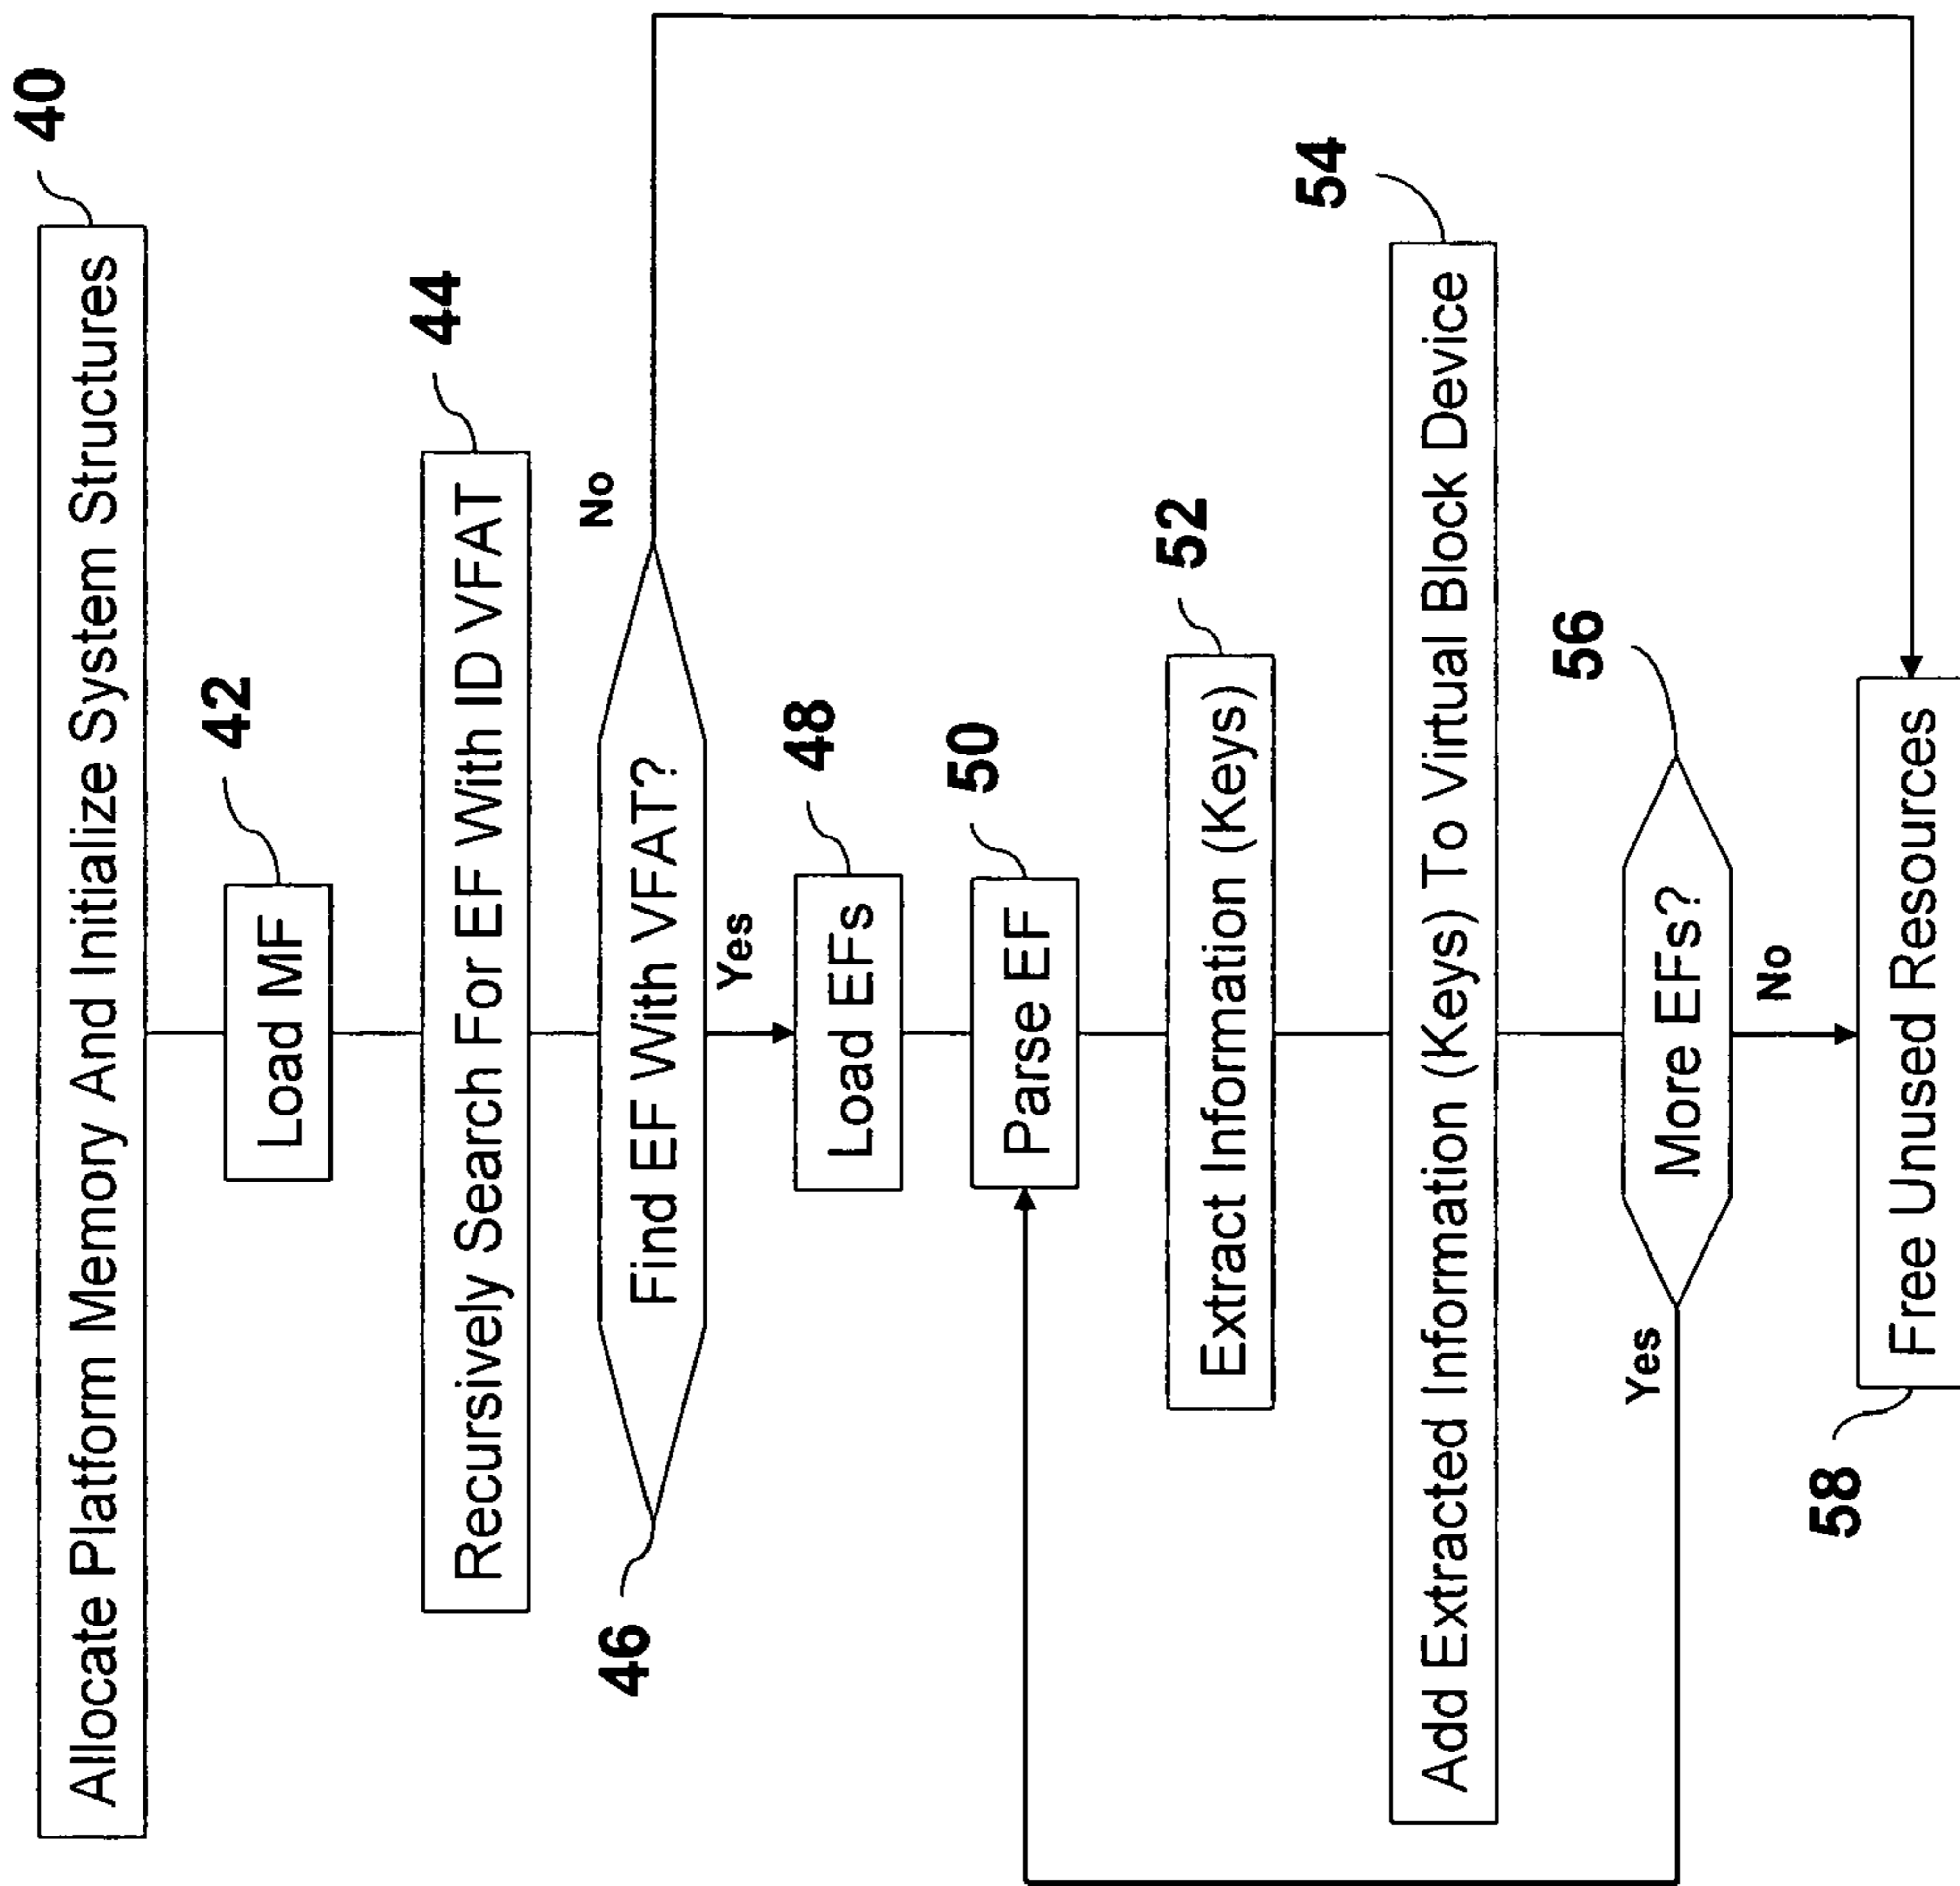 40
Allocate Platform Memory And Initialize System Structures
42
Load MF
44
Recursively Search For EF With ID VFAT
46
Find EF With VFAT?
No
Yes
48
Load EFs
50
Parse EF
52
Extract Information (Keys)
54
Add Extracted Information (Keys) To Virtual Block Device
56
More EFs?
Yes
No
58
Free Unused Resources